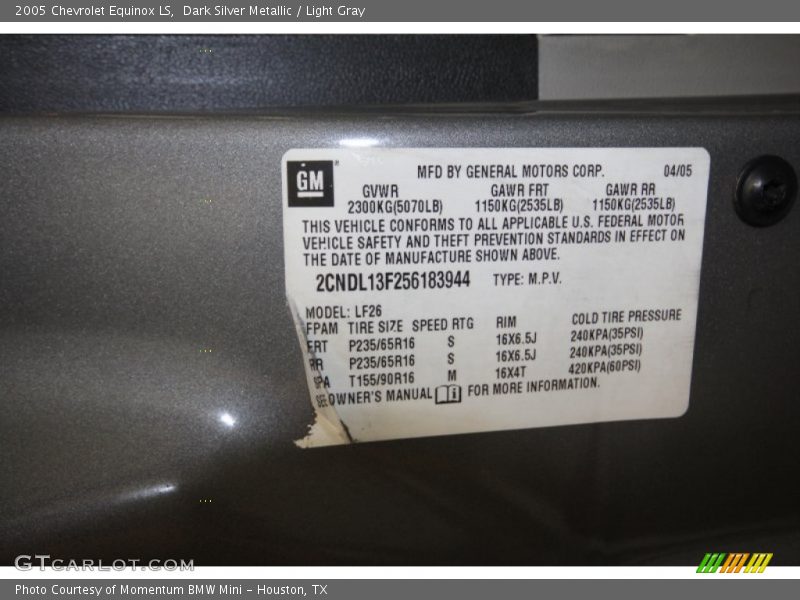 2005 Chevrolet Equinox LS, Dark Silver Metallic / Light Gray
GM
MFD BY GENERAL MOTORS CORP. 04/05
GVWR GAWR FRT GAWR RR
2300KG(5070LB) 1150KG(2535LB) 1150KG(2535LB)
THIS VEHICLE CONFORMS TO ALL APPLICABLE U.S. FEDERAL MOTOR
VEHICLE SAFETY AND THEFT PREVENTION STANDARDS IN EFFECT ON
THE DATE OF MANUFACTURE SHOWN ABOVE.
2CNDL13F256183944 TYPE: M.P.V.
MODEL: LF26
FPAM TIRE SIZE SPEED RTG RIM COLD TIRE PRESSURE
FRT P235/65R16 S 16X6.5J 240KPA(35PSI)
RR P235/65R16 S 16X6.5J 240KPA(35PSI)
SPA T155/90R16 M 16X4T 420KPA(60PSI)
SEE OWNER'S MANUAL FOR MORE INFORMATION.
GTCARLOT.COM
Photo Courtesy of Momentum BMW Mini - Houston, TX